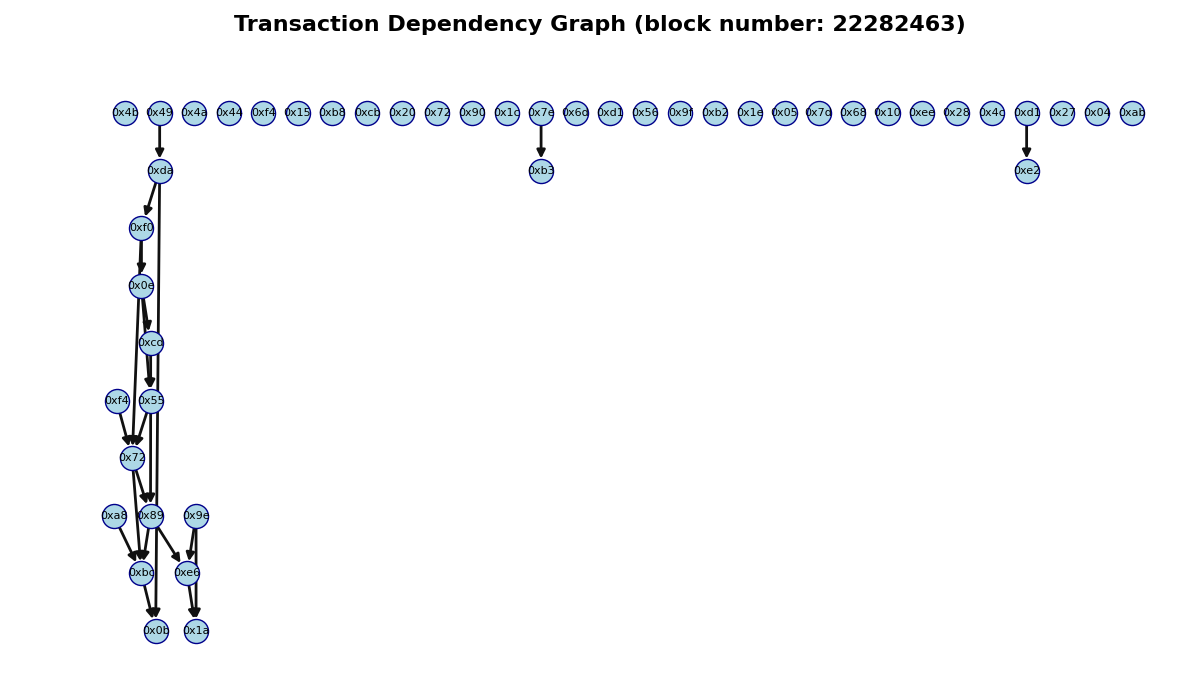 Transaction Dependency Graph (block number: 22282463)
0x4b 0x49 0x4a 0x44 0xf4 0x15 0xb8 0xcb 0x20 0x72 0x90 0x1c 0x7e 0x6d 0xd1 0x56 0x9f 0xb2 0x1e 0x05 0x7d 0x68 0x10 0xee 0x28 0x4c 0xd1 0x27 0x04 0xab
0xda 0xb3 0xe2
0xf0
0x0e
0xcd
0xf4 0x55
0x72
0xa8 0x89 0x9e
0xbc 0xe6
0x0b 0x1a